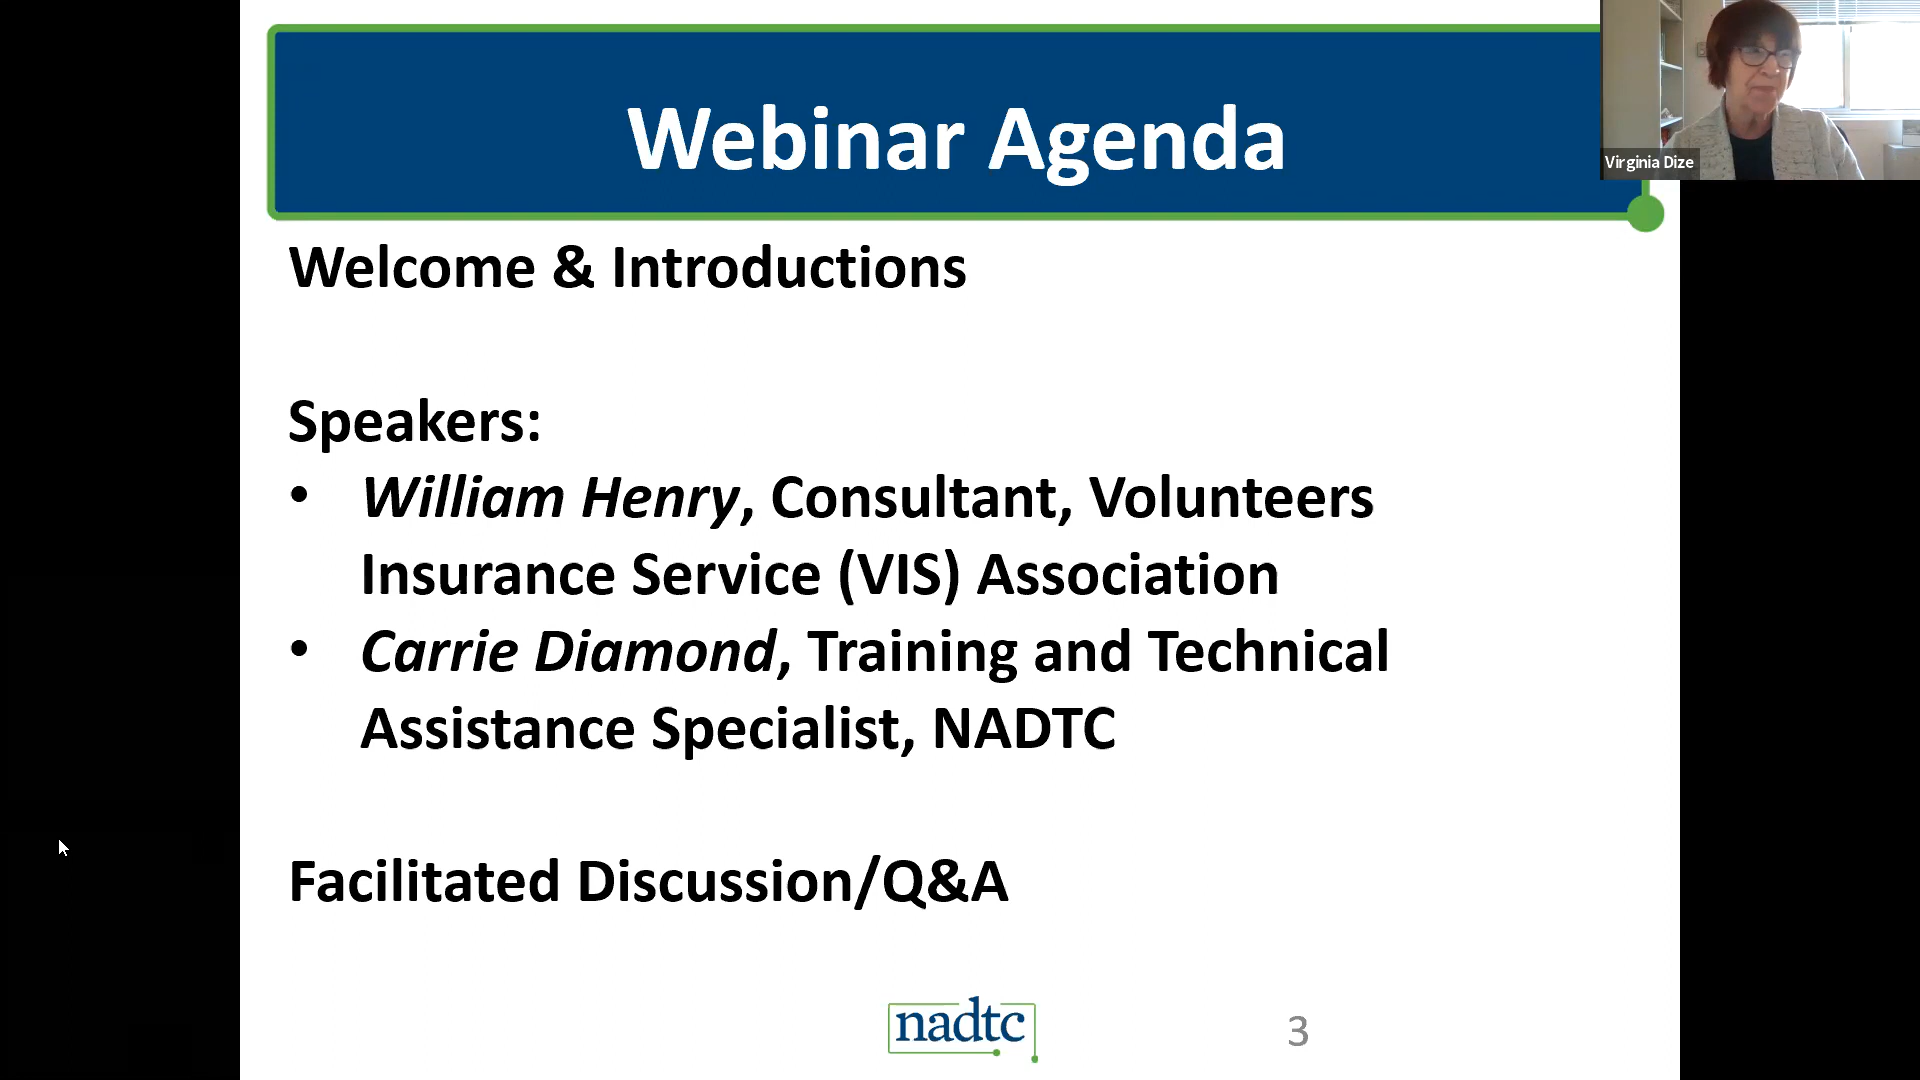 Webinar Agenda
Virginia Dize
Welcome & Introductions
Speakers:
• William Henry, Consultant, Volunteers
Insurance Service (VIS) Association
• Carrie Diamond, Training and Technical
Assistance Specialist, NADTC
Facilitated Discussion/Q&A
nadtc
3